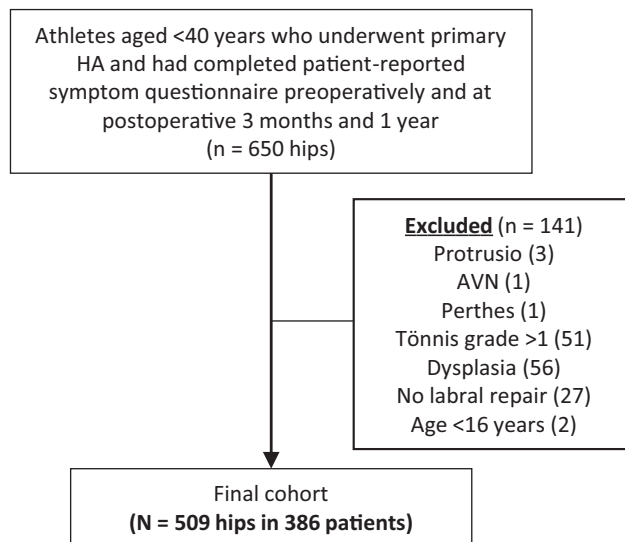 Athletes aged <40 years who underwent primary
HA and had completed patient-reported
symptom questionnaire preoperatively and at
postoperative 3 months and 1 year
(n = 650 hips)
Excluded (n = 141)
Protrusio (3)
AVN (1)
Perthes (1)
Tönnis grade >1 (51)
Dysplasia (56)
No labral repair (27)
Age <16 years (2)
Final cohort
(N = 509 hips in 386 patients)